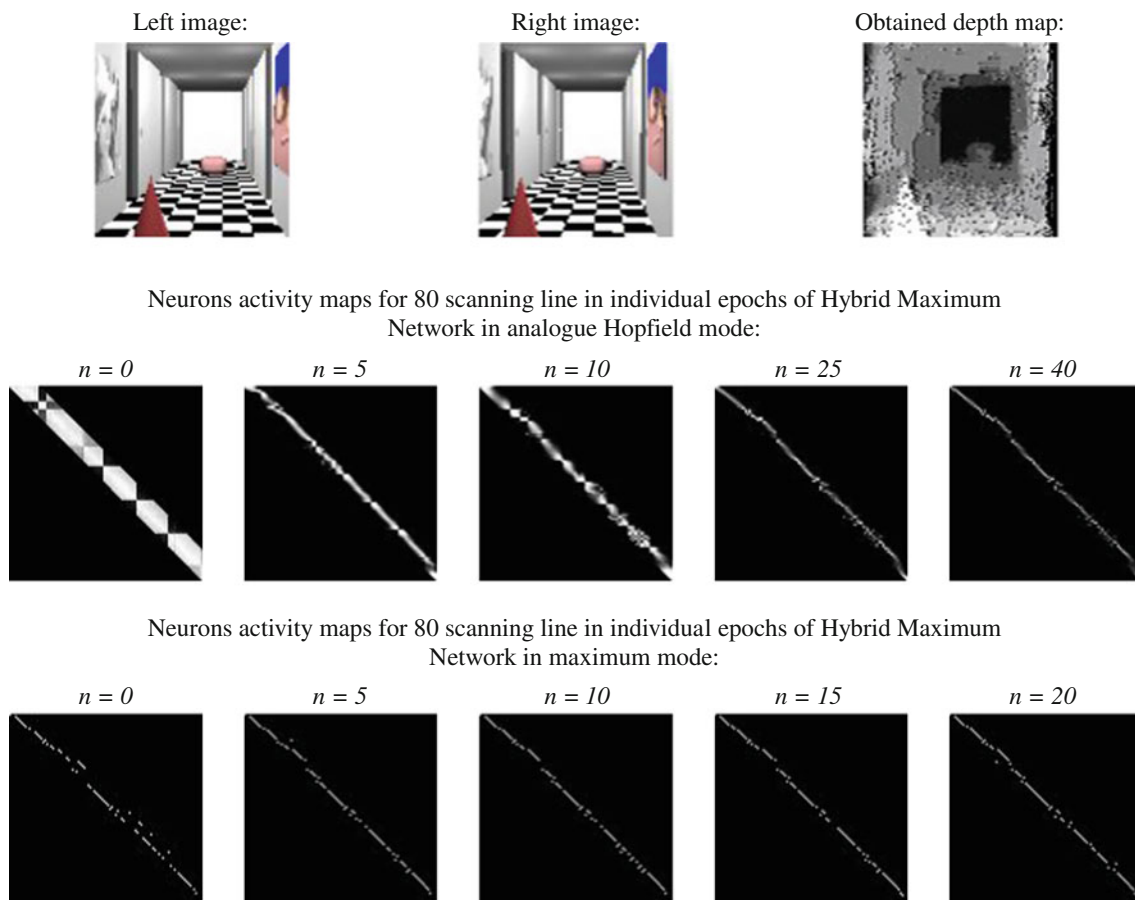 Left image:
Right image:
Obtained depth map:
Neurons activity maps for 80 scanning line in individual epochs of Hybrid Maximum
Network in analogue Hopfield mode:
n = 0
n = 5
n = 10
n = 25
n = 40
Neurons activity maps for 80 scanning line in individual epochs of Hybrid Maximum
Network in maximum mode:
n = 0
n = 5
n = 10
n = 15
n = 20